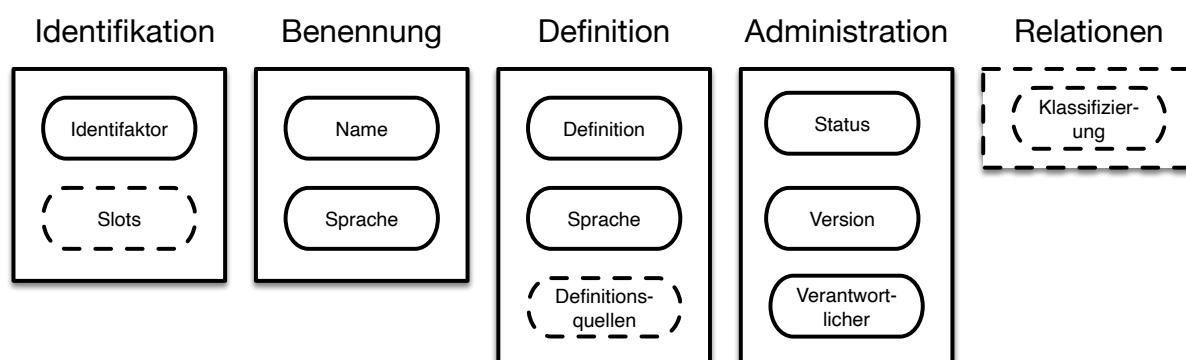 Identifikation
Identifaktor
Slots
Benennung
Name
Sprache
Definition
Definition
Sprache
Definitions-
quellen
Administration
Status
Version
Verantwort-
licher
Relationen
Klassifizier-
ung